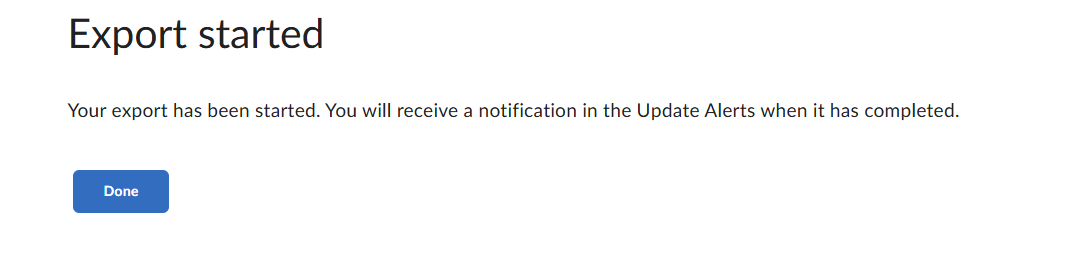 Export started
Your export has been started. You will receive a notification in the Update Alerts when it has completed.
Done